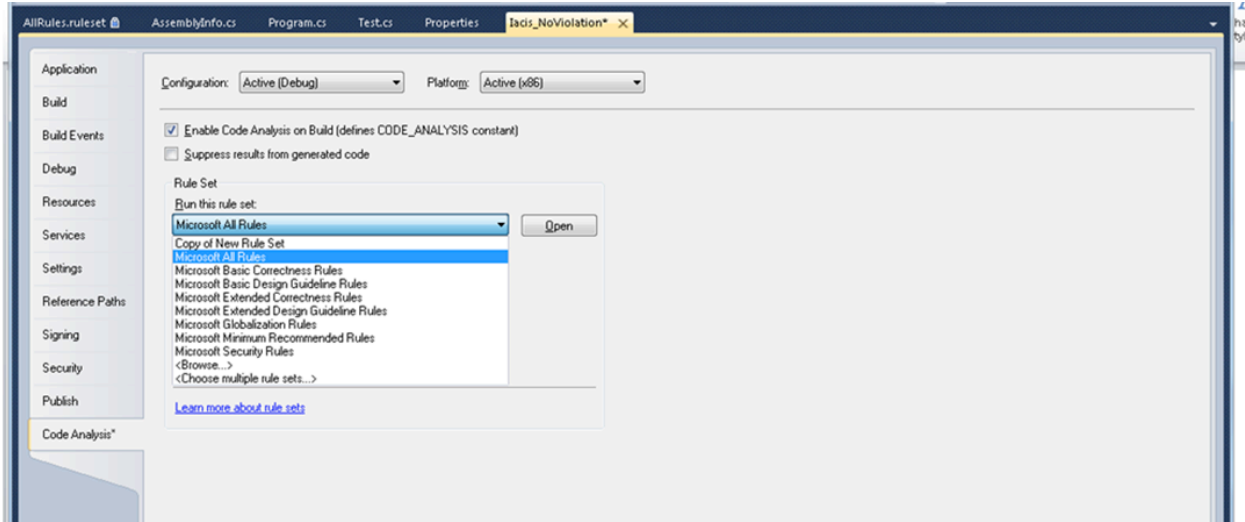 AllRules.ruleset AssemblyInfo.cs Program.cs Test.cs Properties Iacis_NoViolation* ×
Application
Configuration: Active (Debug) Platform: Active (x86)
Build
Build Events
Enable Code Analysis on Build (defines CODE_ANALYSIS constant)
Suppress results from generated code
Debug
Rule Set
Resources
Run this rule set:
Microsoft All Rules Open
Services
Copy of New Rule Set
Microsoft All Rules
Settings
Microsoft Basic Correctness Rules
Microsoft Basic Design Guideline Rules
Reference Paths
Microsoft Extended Correctness Rules
Microsoft Extended Design Guideline Rules
Microsoft Globalization Rules
Signing
Microsoft Minimum Recommended Rules
Microsoft Security Rules
Security
<Browse...>
<Choose multiple rule sets...>
Publish
Learn more about rule sets
Code Analysis*